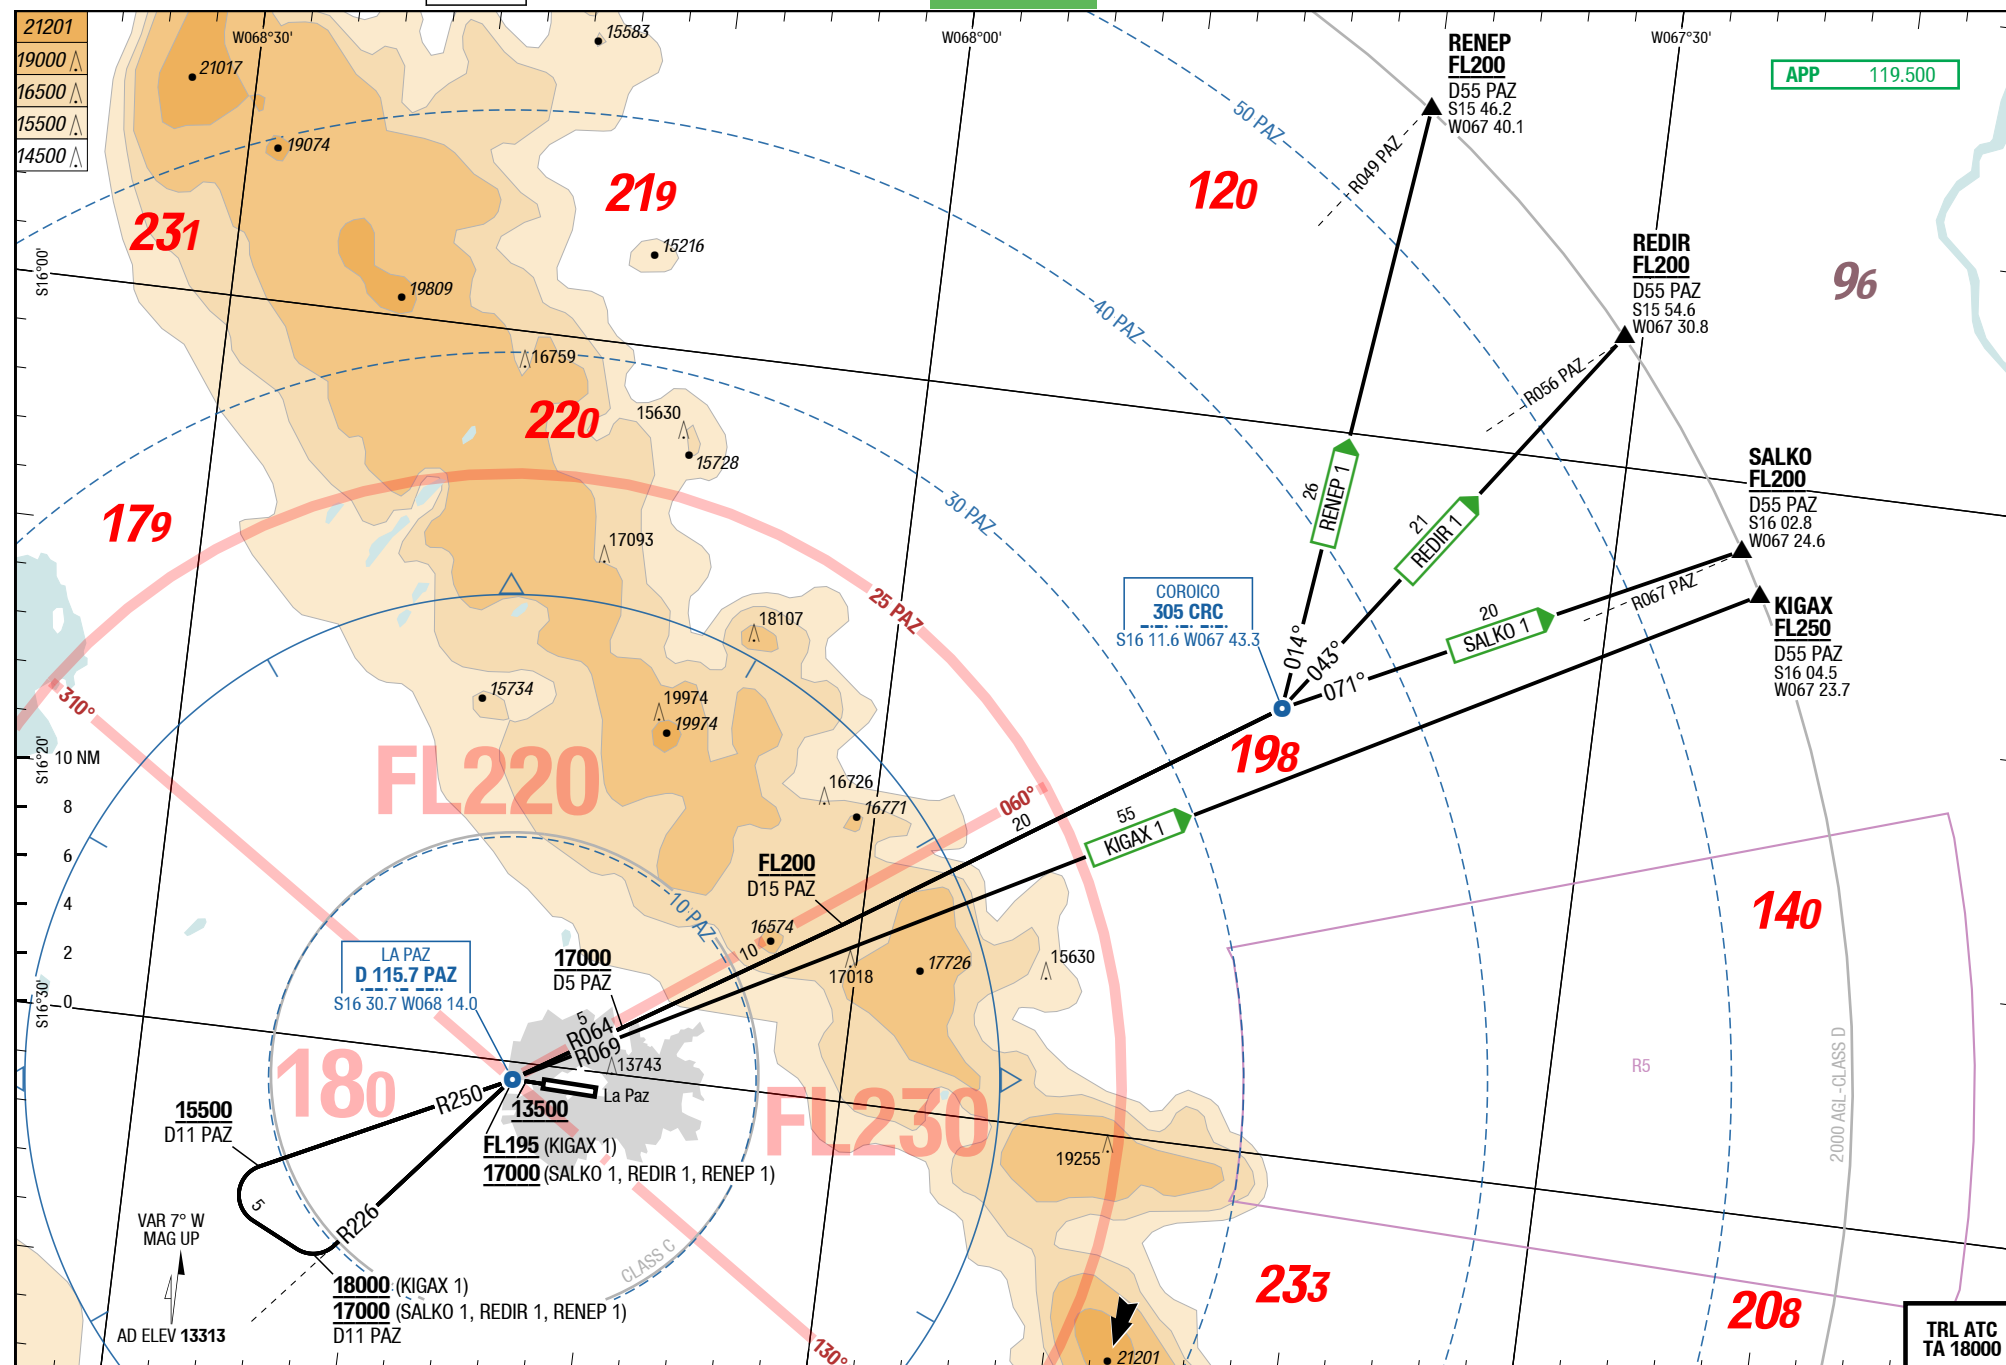 21201
19000
16500
15500
14500
W068°30'
W068°00'
W067°30'
APP 119.500
15583
21017
19074
RENEP
FL200
D55 PAZ
S15 46.2
W067 40.1
R049 PAZ
50 PAZ
231
219
120
15216
19809
S16°00'
REDIR
FL200
D55 PAZ
S15 54.6
W067 30.8
R056 PAZ
96
40 PAZ
16759
220
15630
15728
179
30 PAZ
26
RENEP 1
21
REDIR 1
SALKO
FL200
D55 PAZ
S16 02.8
W067 24.6
R067 PAZ
17093
25 PAZ
COROICO
305 CRC
S16 11.6 W067 43.3
014°
043°
071°
20
SALKO 1
KIGAX
FL250
D55 PAZ
S16 04.5
W067 23.7
18107
15734
19974
19974
310°
S16°20'
10 NM
8
6
4
2
0
FL220
198
16726
16771
060°
20
55
KIGAX 1
FL200
D15 PAZ
10 PAZ
16574
10
17018
17726
15630
140
LA PAZ
D 115.7 PAZ
S16 30.7 W068 14.0
17000
D5 PAZ
5
R064
R069
S16°30'
13743
La Paz
R5
2000 AGL-CLASS D
180
R250
13500
FL230
15500
D11 PAZ
FL195 (KIGAX 1)
17000 (SALKO 1, REDIR 1, RENEP 1)
19255
5
R226
VAR 7° W
MAG UP
CLASS C
18000 (KIGAX 1)
17000 (SALKO 1, REDIR 1, RENEP 1)
D11 PAZ
AD ELEV 13313
130°
21201
233
208
TRL ATC
TA 18000